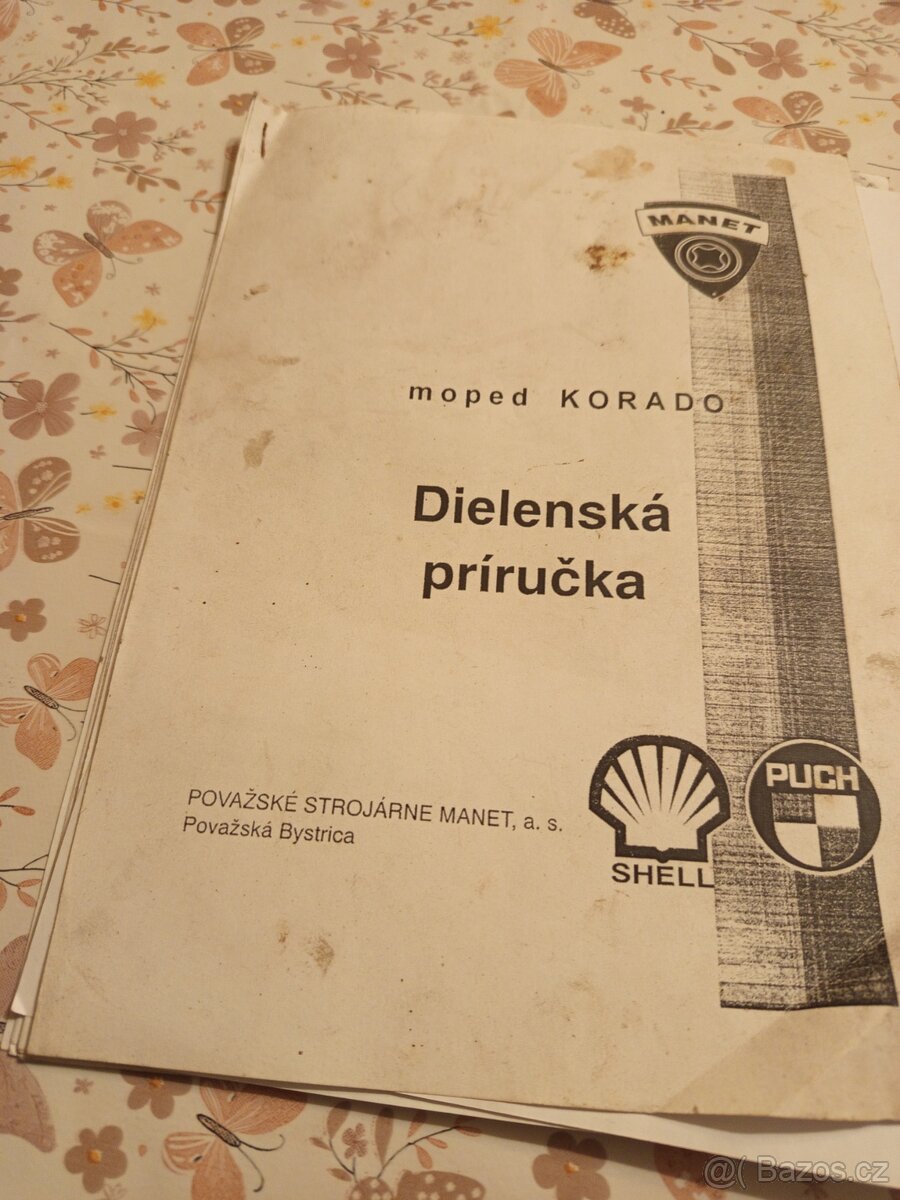 MANET
moped KORADO
Dielenská
príručka
POVAŽSKÉ STROJÁRNE MANET, a. s.
Považská Bystrica
SHELL
PUCH
@( Bazos.cz